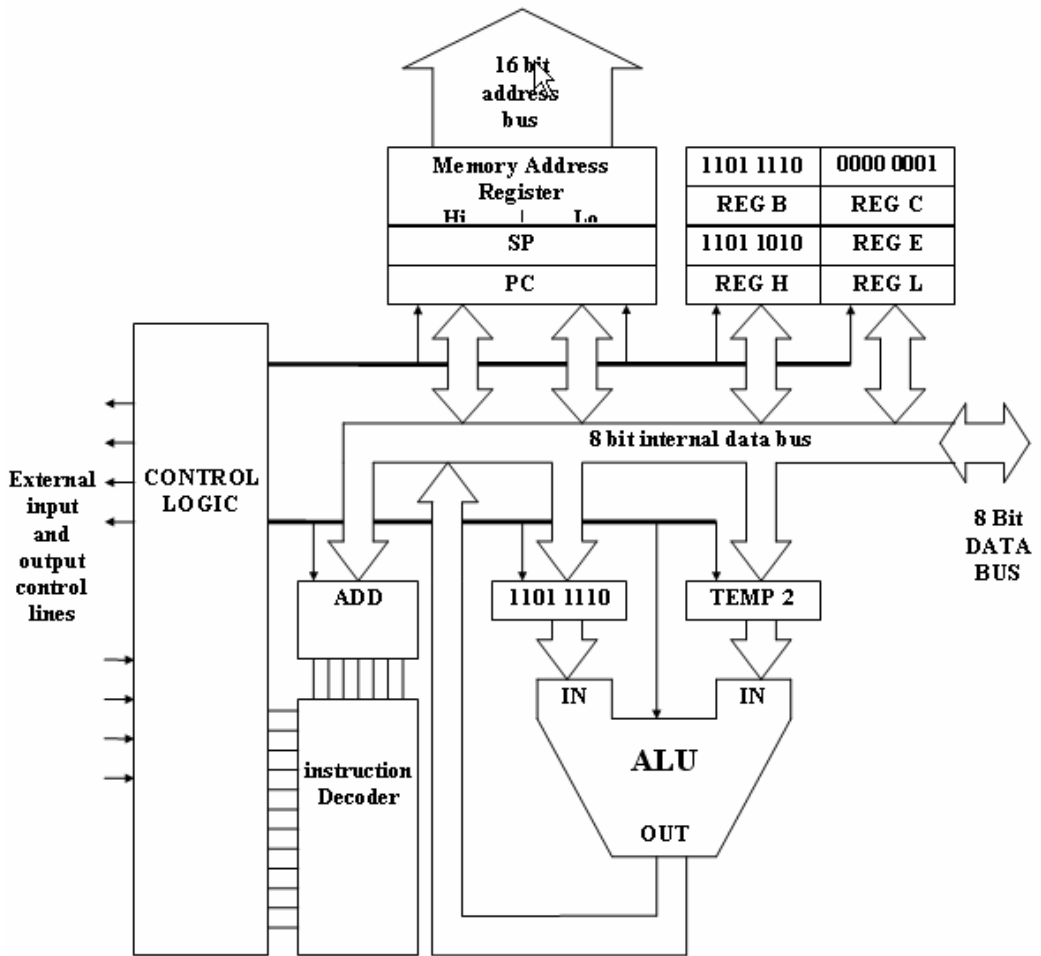 16 bit
address
bus
Memory Address
Register
Hi
Lo
SP
PC
1101 1110
0000 0001
REG B
REG C
1101 1010
REG E
REG H
REG L
8 bit internal data bus
External
input
and
output
control
lines
CONTROL
LOGIC
8 Bit
DATA
BUS
ADD
1101 1110
TEMP 2
IN
IN
instruction
Decoder
ALU
OUT